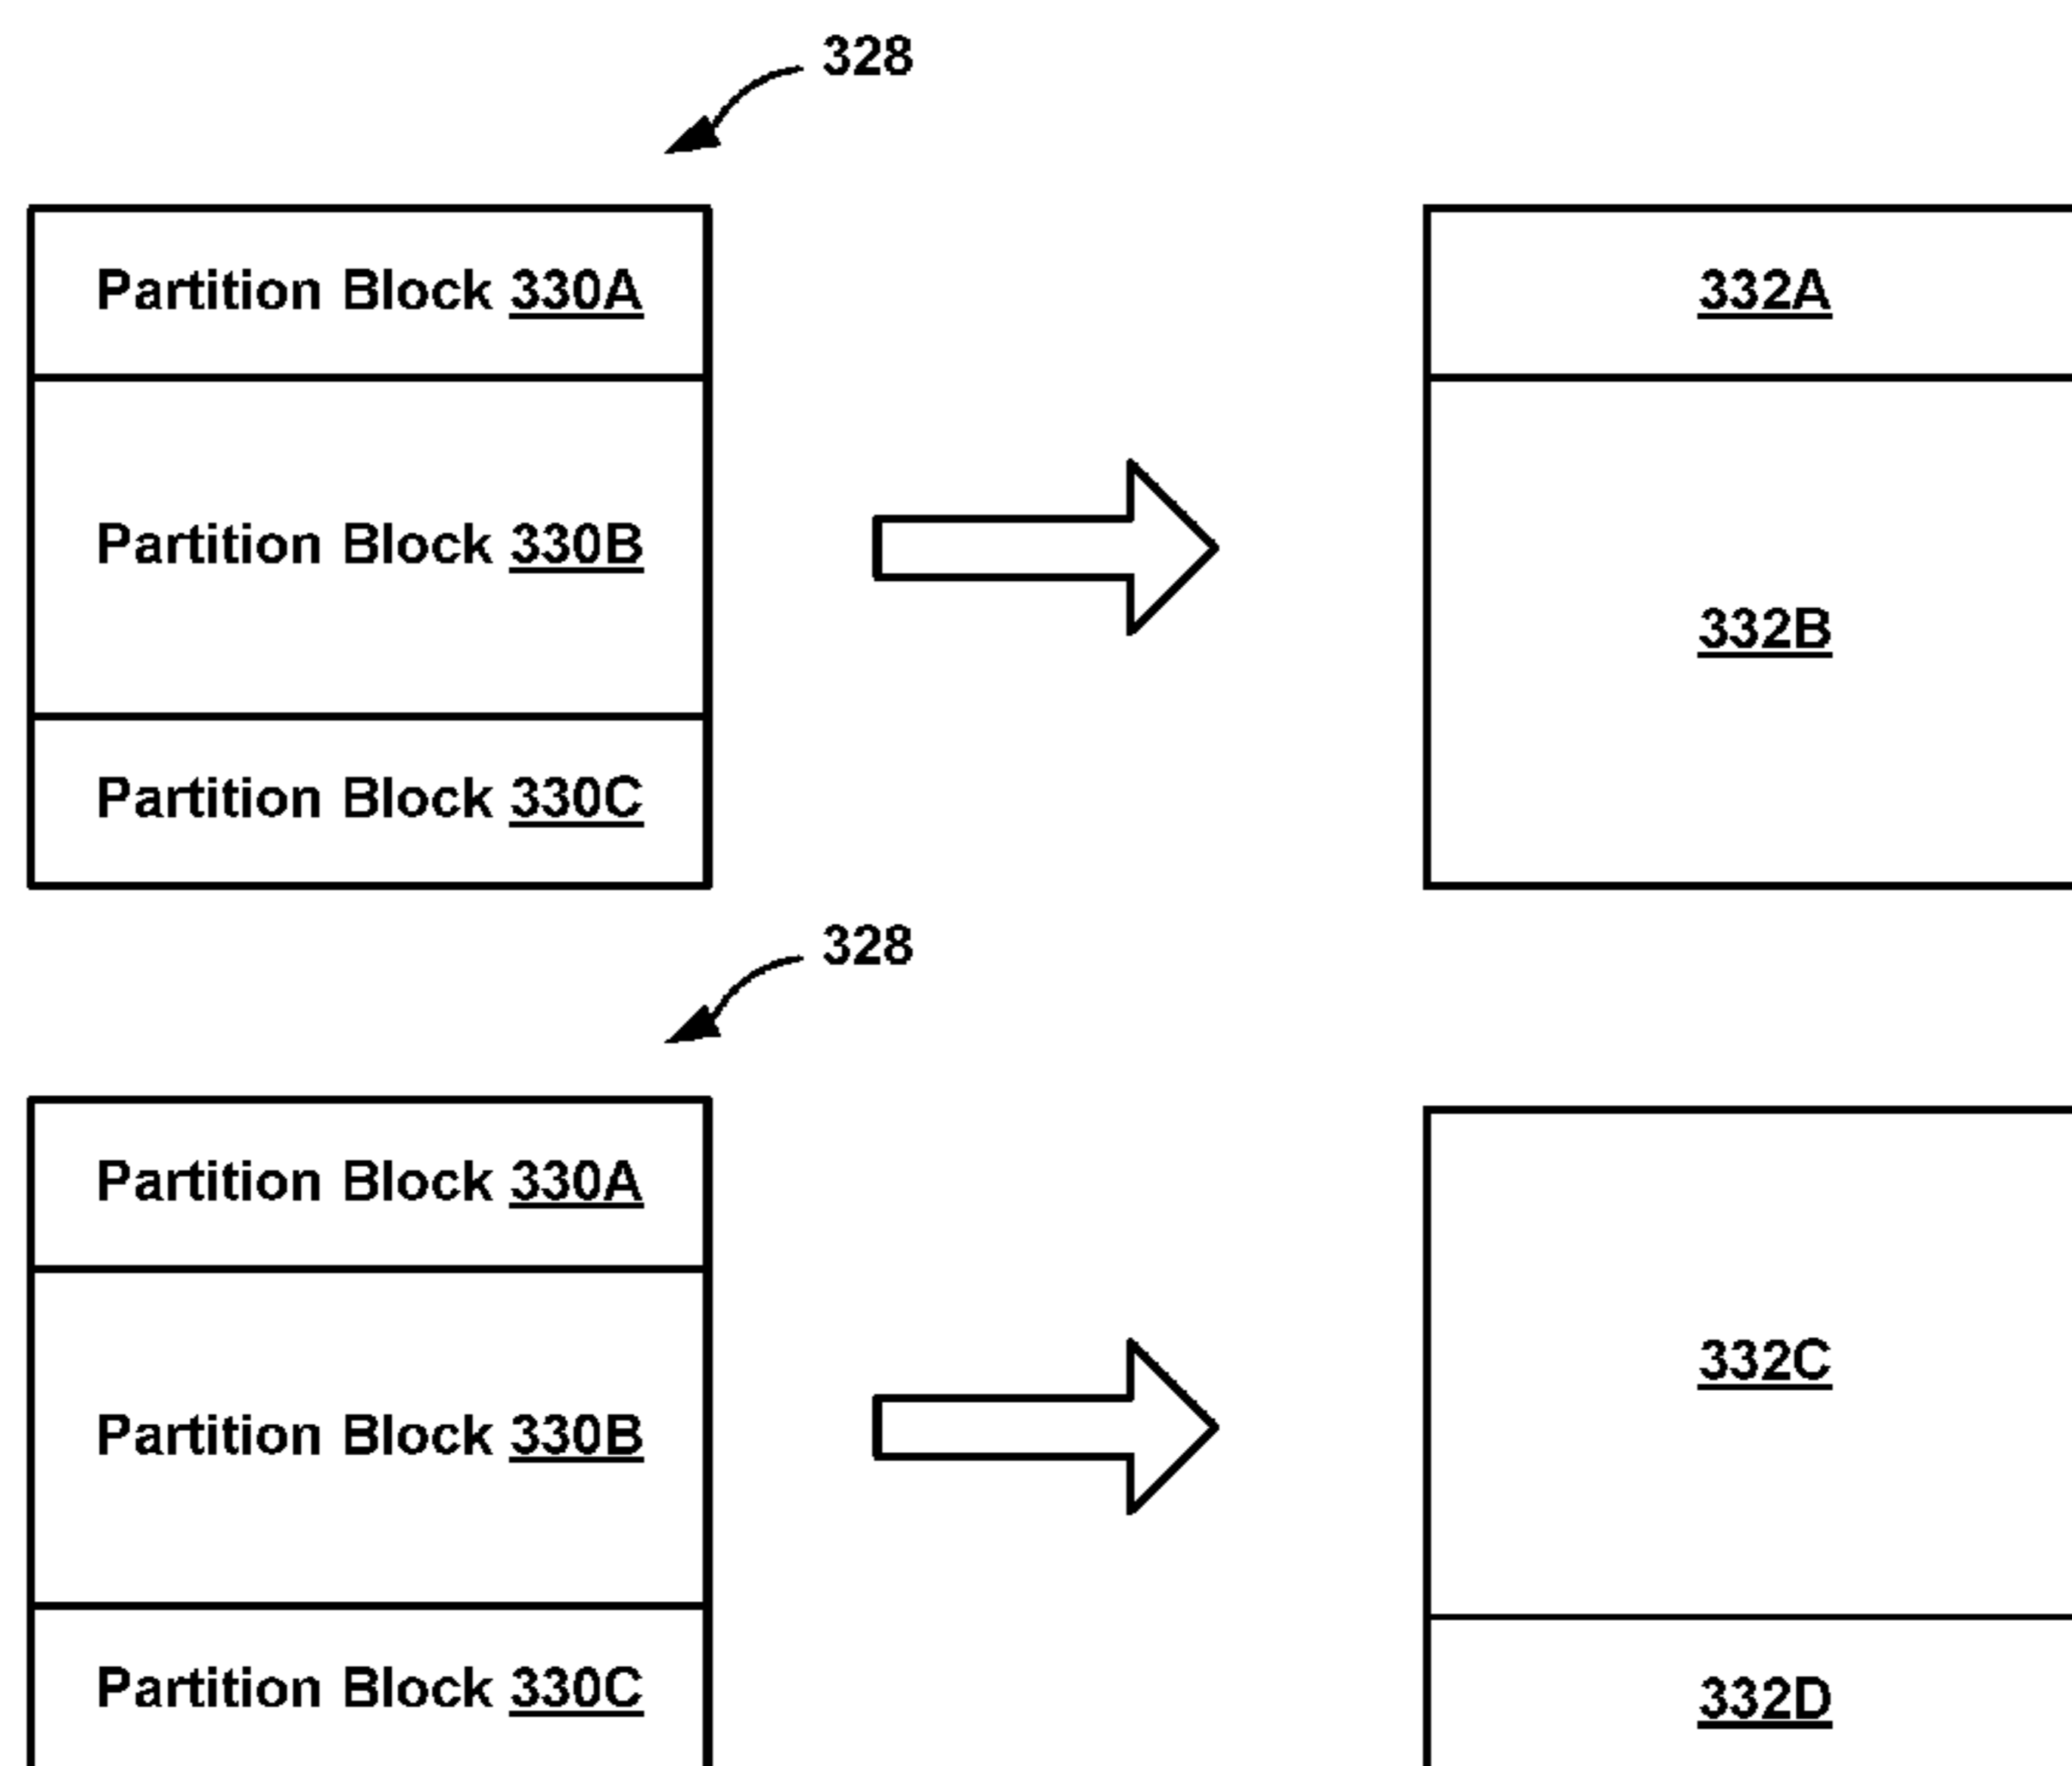 328
Partition Block 330A
332A
Partition Block 330B
332B
Partition Block 330C
328
Partition Block 330A
332C
Partition Block 330B
Partition Block 330C
332D